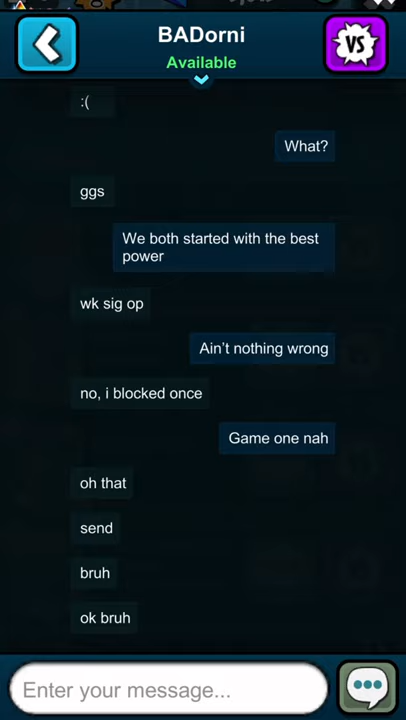 BADorni
VS
Available
:(
What?
ggs
We both started with the best
power
wk sig op
Ain't nothing wrong
no, i blocked once
Game one nah
oh that
send
bruh
ok bruh
Enter your message...